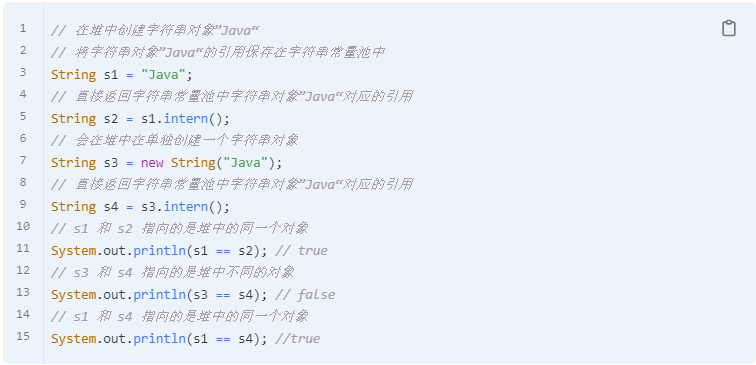 1 // 在堆中创建字符串对象”Java“
2 // 将字符串对象”Java“的引用保存在字符串常量池中
3 String s1 = "Java";
4 // 直接返回字符串常量池中字符串对象”Java“对应的引用
5 String s2 = s1.intern();
6 // 会在堆中在单独创建一个字符串对象
7 String s3 = new String("Java");
8 // 直接返回字符串常量池中字符串对象”Java“对应的引用
9 String s4 = s3.intern();
10 // s1 和 s2 指向的是堆中的同一个对象
11 System.out.println(s1 == s2); // true
12 // s3 和 s4 指向的是堆中不同的对象
13 System.out.println(s3 == s4); // false
14 // s1 和 s4 指向的是堆中的同一个对象
15 System.out.println(s1 == s4); //true